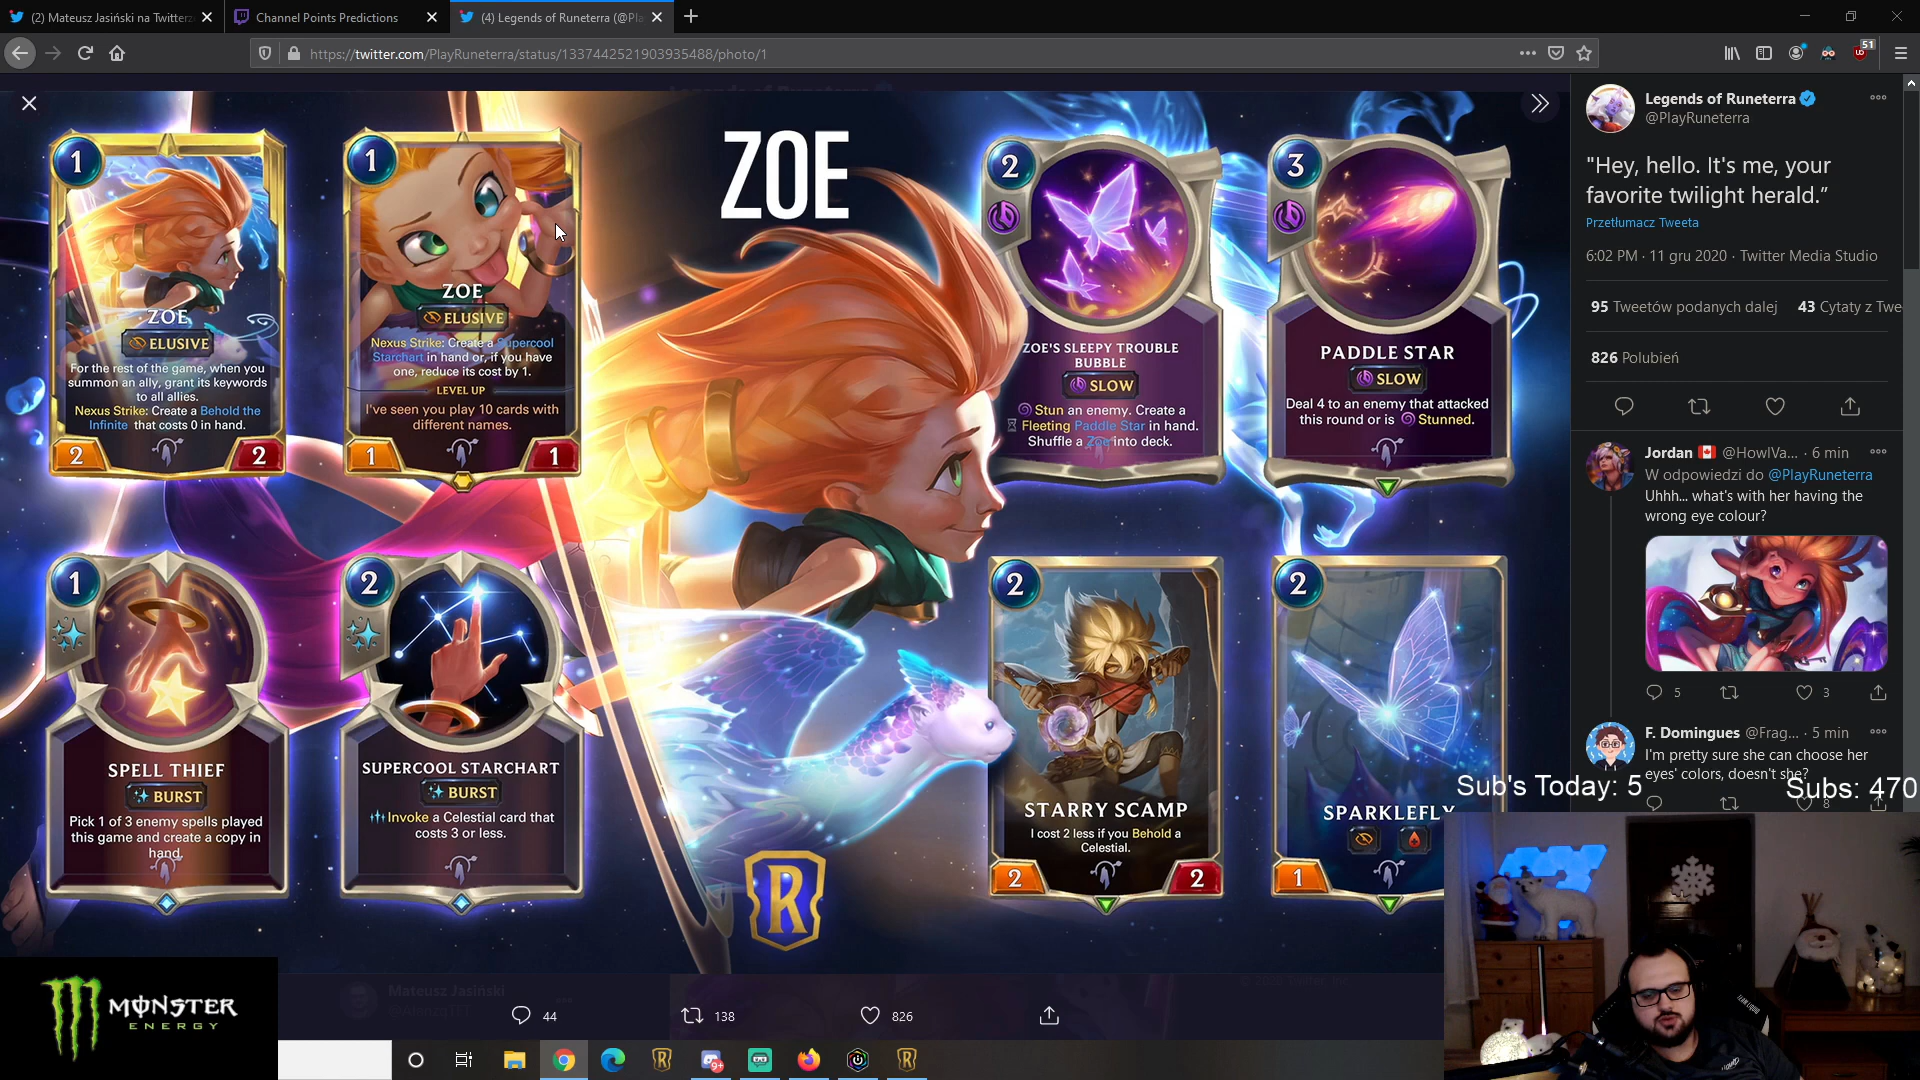 (2) Mateusz Jasiński na Twitterz
Channel Points Predictions
(4) Legends of Runeterra (@Pla
https://twitter.com/PlayRuneterra/status/1337442521903935488/photo/1
51
ZOE
1
ZOE
ELUSIVE
For the rest of the game, when you
summon an ally, grant its keywords
to all allies.
Nexus Strike: Create a Behold the
Infinite that costs 0 in hand.
2
2
1
ZOE
ELUSIVE
Nexus Strike: Create a Supercool
Starchart in hand or, if you have
one, reduce its cost by 1.
LEVEL UP
I've seen you play 10 cards with
different names.
1
1
2
ZOE'S SLEEPY TROUBLE
BUBBLE
SLOW
Stun an enemy. Create a
Fleeting Paddle Star in hand.
Shuffle a Zoe into deck.
3
PADDLE STAR
SLOW
Deal 4 to an enemy that attacked
this round or is Stunned.
1
SPELL THIEF
BURST
Pick 1 of 3 enemy spells played
this game and create a copy in
hand.
2
SUPERCOOL STARCHART
BURST
Invoke a Celestial card that
costs 3 or less.
2
STARRY SCAMP
I cost 2 less if you Behold a
Celestial.
2
2
2
SPARKLEFLY
1
R
Legends of Runeterra
@PlayRuneterra
"Hey, hello. It's me, your
favorite twilight herald.”
Przetłumacz Tweeta
6:02 PM · 11 gru 2020 · Twitter Media Studio
95 Tweetów podanych dalej 43 Cytaty z Twe
826 Polubień
Jordan @HowIVa... · 6 min
W odpowiedzi do @PlayRuneterra
Uhhh... what's with her having the
wrong eye colour?
5
3
F. Domingues @Frag... · 5 min
I'm pretty sure she can choose her
eyes' colors, doesn't she?
8
Sub's Today: 5
Subs: 470
Mateusz Jasiński
44
138
826
MONSTER
ENERGY
9+